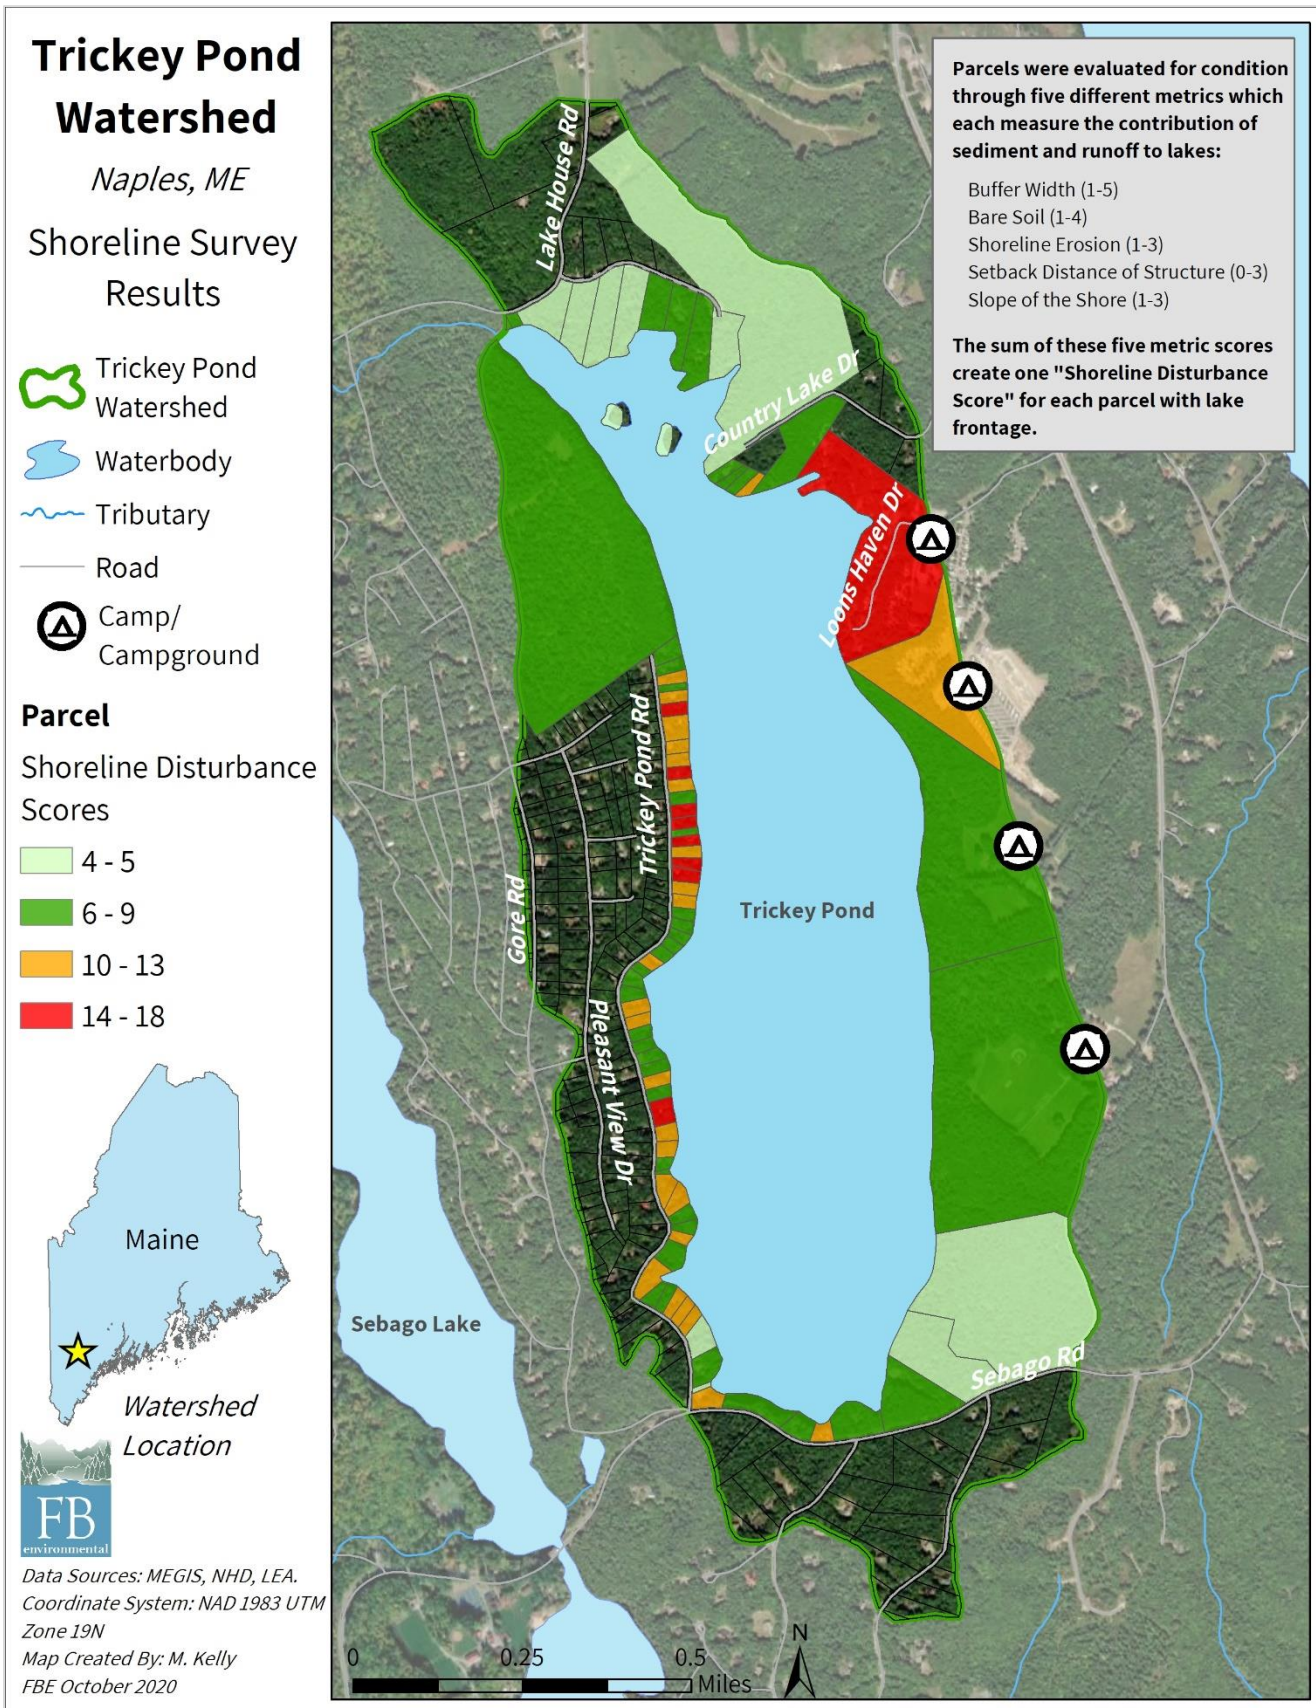 Trickey Pond
Watershed
Naples, ME
Shoreline Survey
Results
Trickey Pond
Watershed
Waterbody
Tributary
Road
Camp/
Campground
Parcel
Shoreline Disturbance
Scores
4 - 5
6 - 9
10 - 13
14 - 18
Maine
Watershed
Location
FB
environmental
Data Sources: MEGIS, NHD, LEA.
Coordinate System: NAD 1983 UTM
Zone 19N
Map Created By: M. Kelly
FBE October 2020
Parcels were evaluated for condition
through five different metrics which
each measure the contribution of
sediment and runoff to lakes:
Buffer Width (1-5)
Bare Soil (1-4)
Shoreline Erosion (1-3)
Setback Distance of Structure (0-3)
Slope of the Shore (1-3)
The sum of these five metric scores
create one "Shoreline Disturbance
Score" for each parcel with lake
frontage.
Lake House Rd
Country Lake Dr
Loons Haven Dr
Trickey Pond Rd
Gore Rd
Trickey Pond
Pleasant View Dr
Sebago Lake
Sebago Rd
0 0.25 0.5
Miles
N